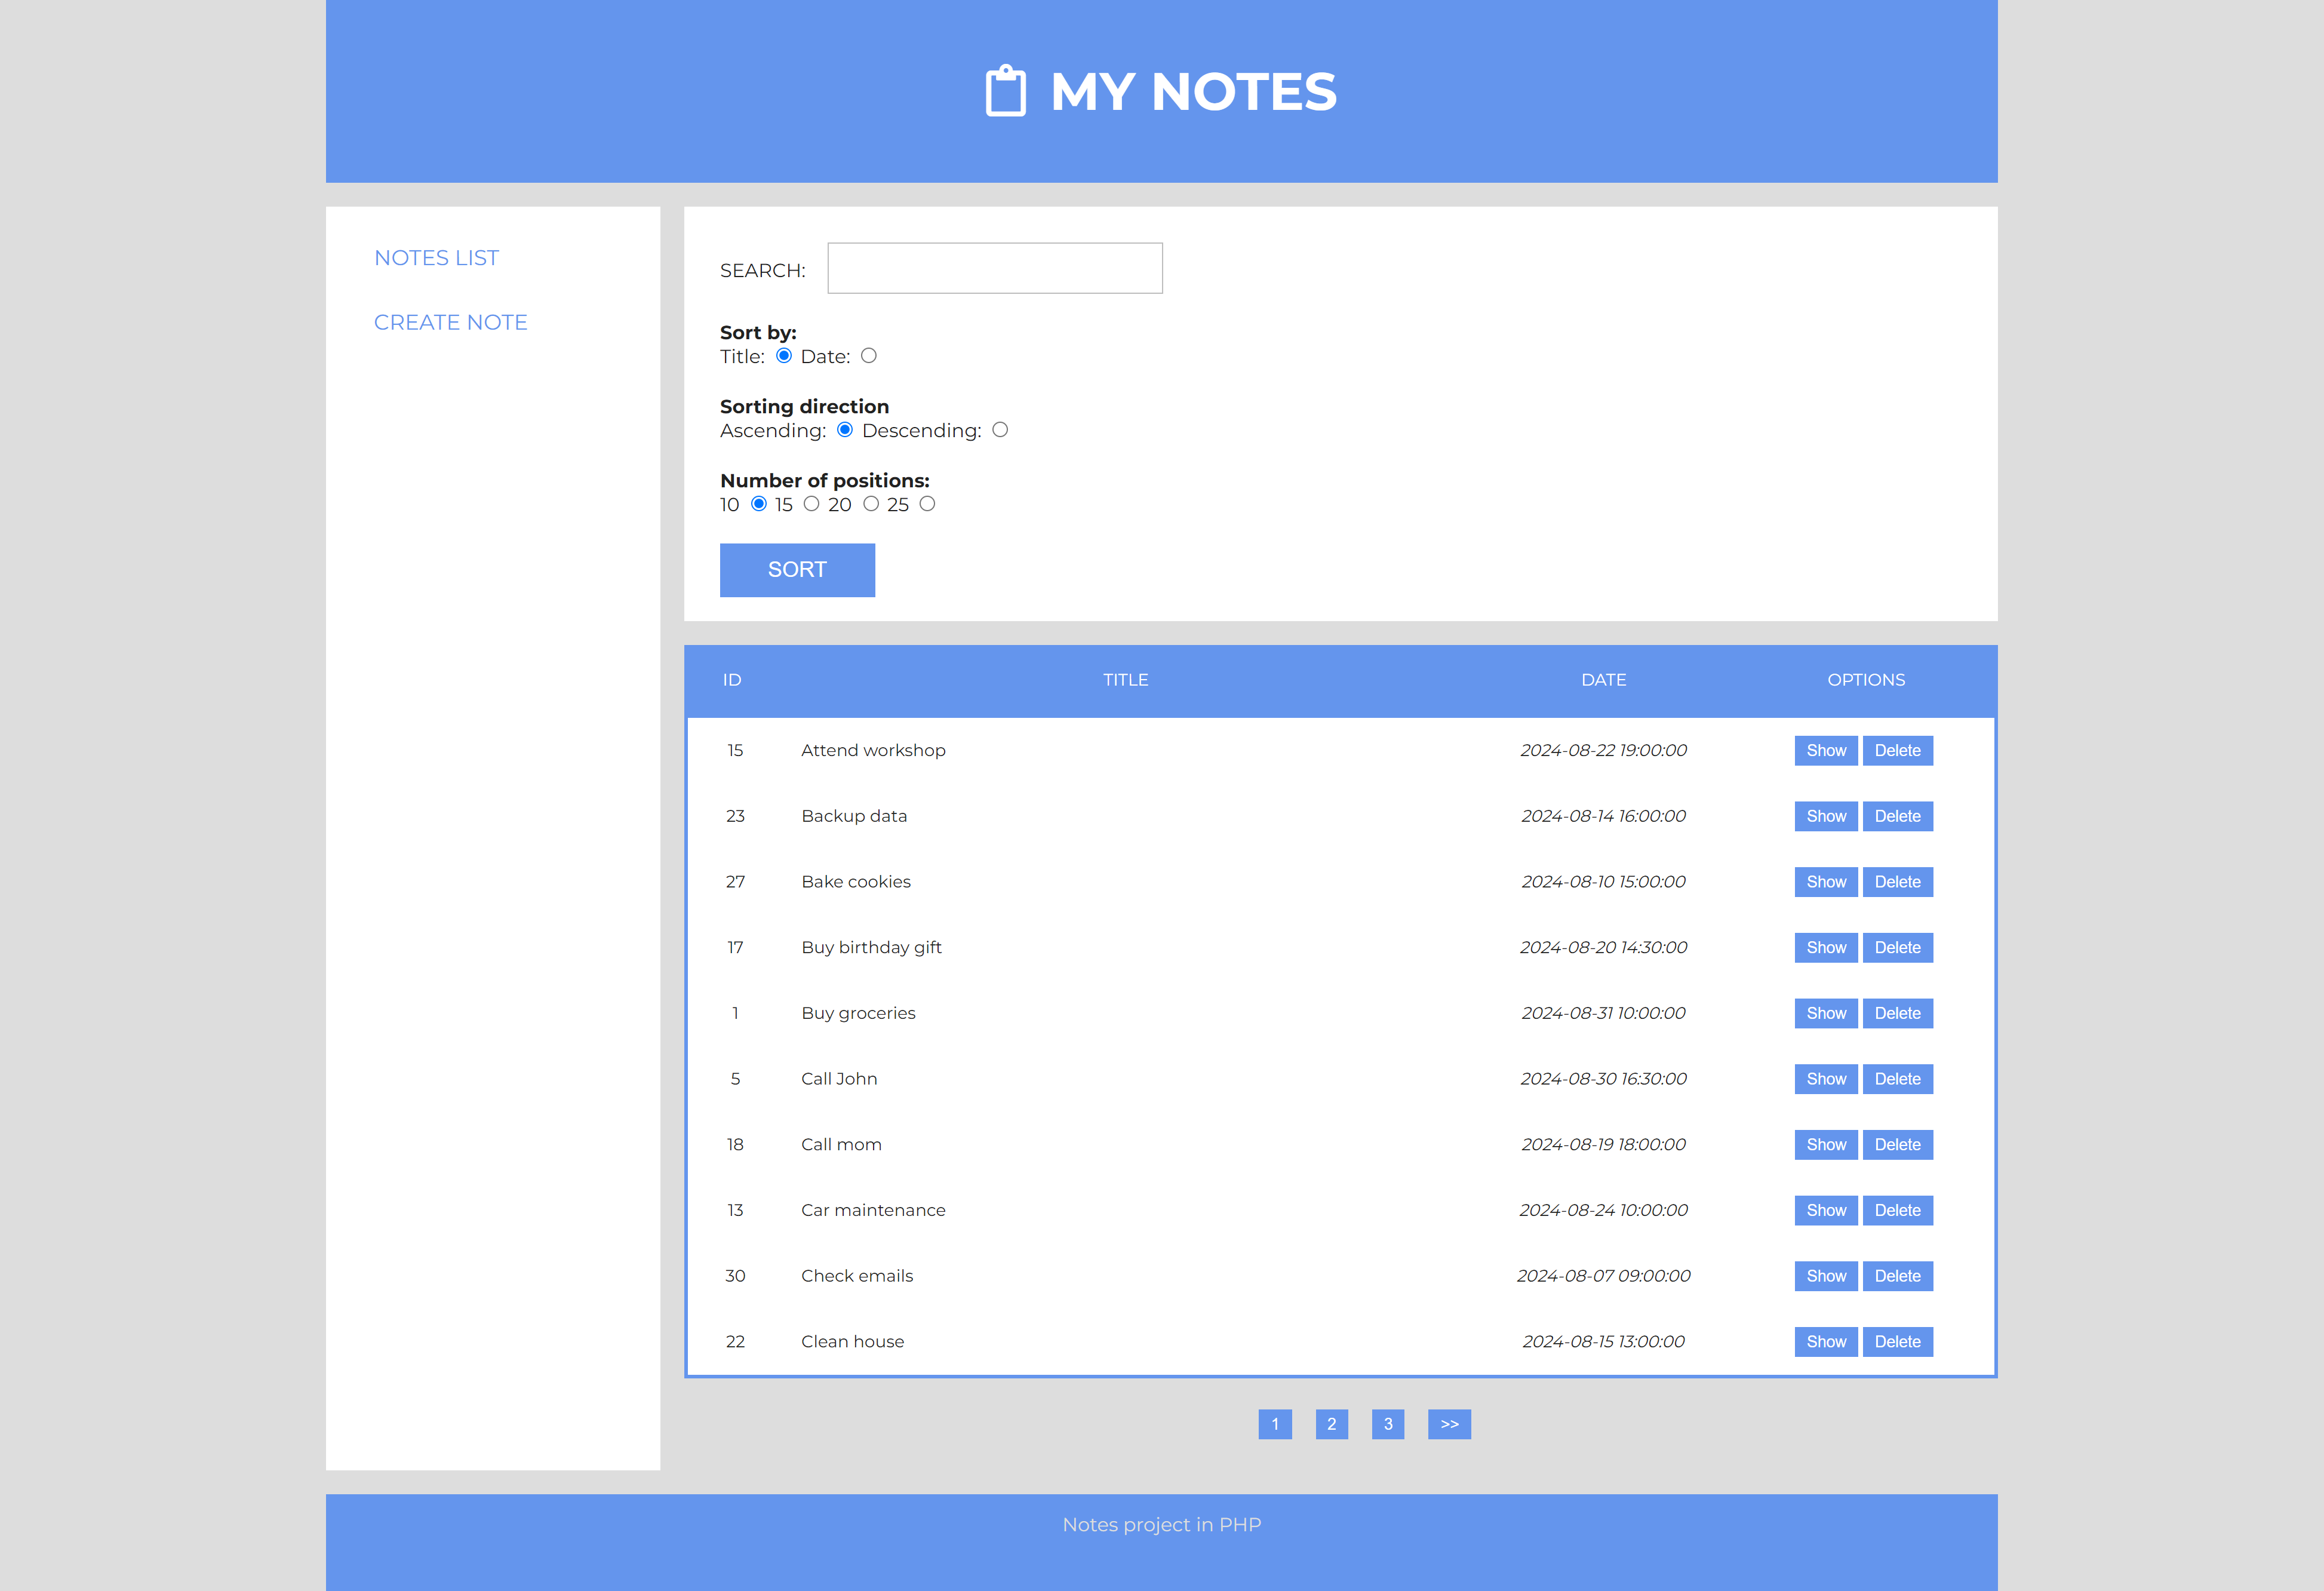 MY NOTES
NOTES LIST
CREATE NOTE
SEARCH:
Sort by:
Title: Date:
Sorting direction
Ascending: Descending:
Number of positions:
10 15 20 25
SORT
ID TITLE DATE OPTIONS
15 Attend workshop 2024-08-22 19:00:00 Show Delete
23 Backup data 2024-08-14 16:00:00 Show Delete
27 Bake cookies 2024-08-10 15:00:00 Show Delete
17 Buy birthday gift 2024-08-20 14:30:00 Show Delete
1 Buy groceries 2024-08-31 10:00:00 Show Delete
5 Call John 2024-08-30 16:30:00 Show Delete
18 Call mom 2024-08-19 18:00:00 Show Delete
13 Car maintenance 2024-08-24 10:00:00 Show Delete
30 Check emails 2024-08-07 09:00:00 Show Delete
22 Clean house 2024-08-15 13:00:00 Show Delete
1 2 3 >>
Notes project in PHP